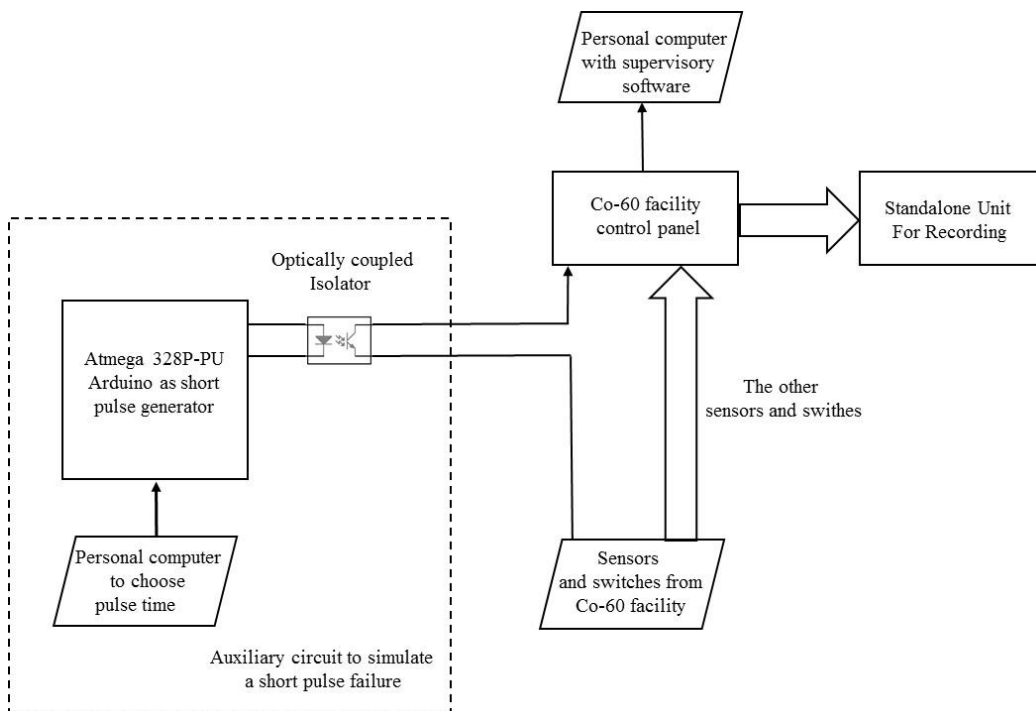 Personal computer
with supervisory
software
Co-60 facility
control panel
Standalone Unit
For Recording
Optically coupled
Isolator
Atmega 328P-PU
Arduino as short
pulse generator
The other
sensors and swithes
Personal computer
to choose
pulse time
Sensors
and switches from
Co-60 facility
Auxiliary circuit to simulate
a short pulse failure